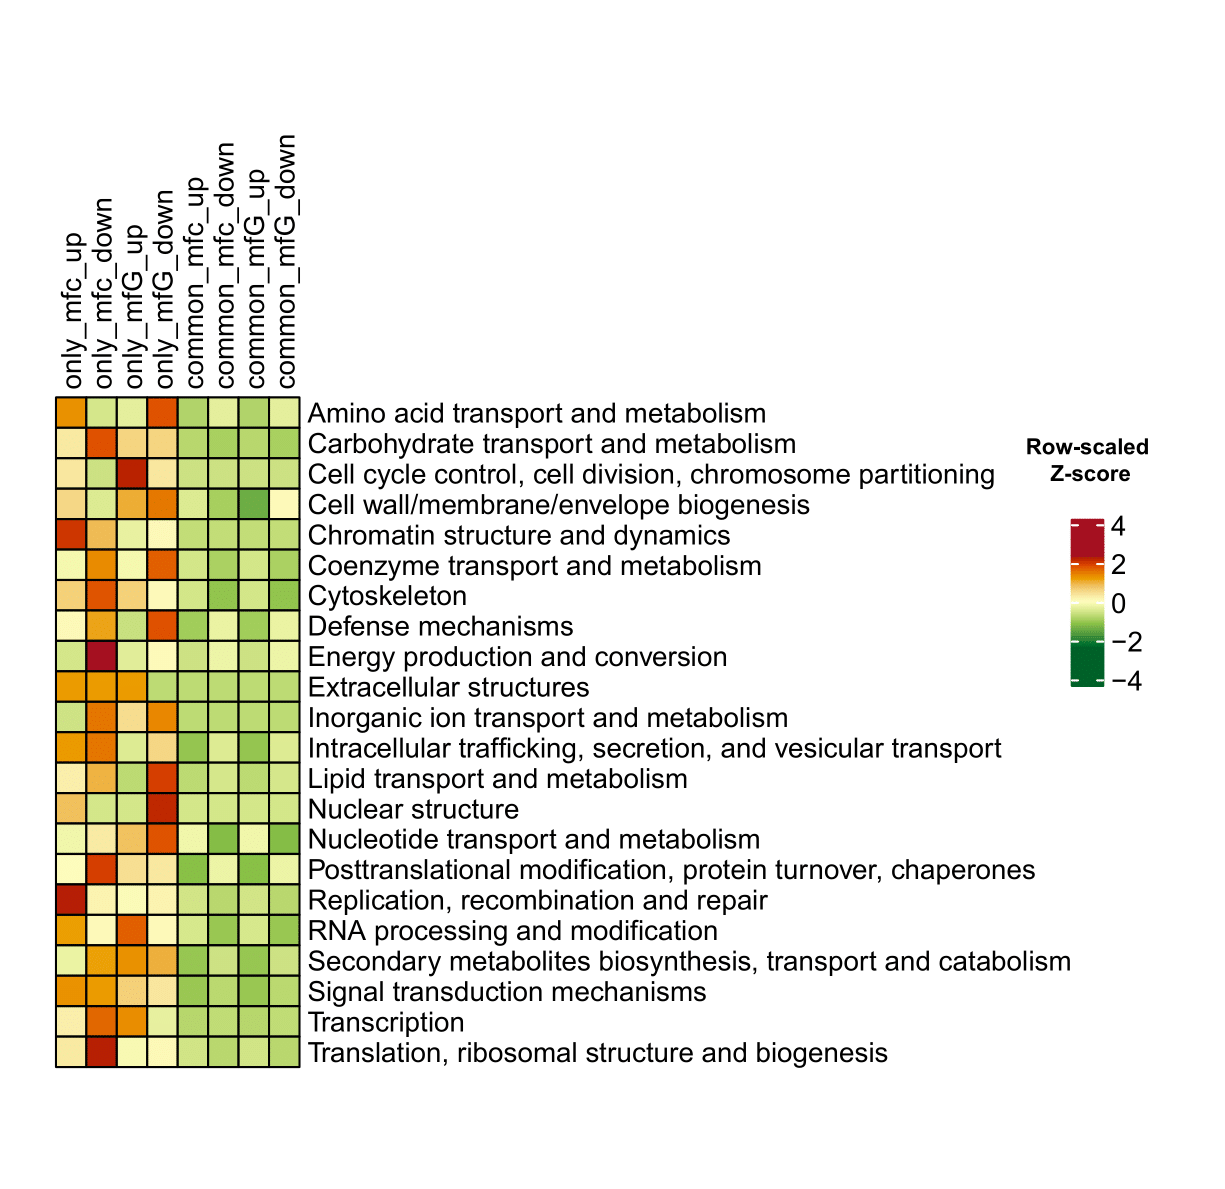 only_mfc_up
only_mfc_down
only_mfG_up
only_mfG_down
common_mfc_up
common_mfc_down
common_mfG_up
common_mfG_down
Amino acid transport and metabolism
Carbohydrate transport and metabolism
Cell cycle control, cell division, chromosome partitioning
Cell wall/membrane/envelope biogenesis
Chromatin structure and dynamics
Coenzyme transport and metabolism
Cytoskeleton
Defense mechanisms
Energy production and conversion
Extracellular structures
Inorganic ion transport and metabolism
Intracellular trafficking, secretion, and vesicular transport
Lipid transport and metabolism
Nuclear structure
Nucleotide transport and metabolism
Posttranslational modification, protein turnover, chaperones
Replication, recombination and repair
RNA processing and modification
Secondary metabolites biosynthesis, transport and catabolism
Signal transduction mechanisms
Transcription
Translation, ribosomal structure and biogenesis
Row-scaled
Z-score
4
2
0
−2
−4